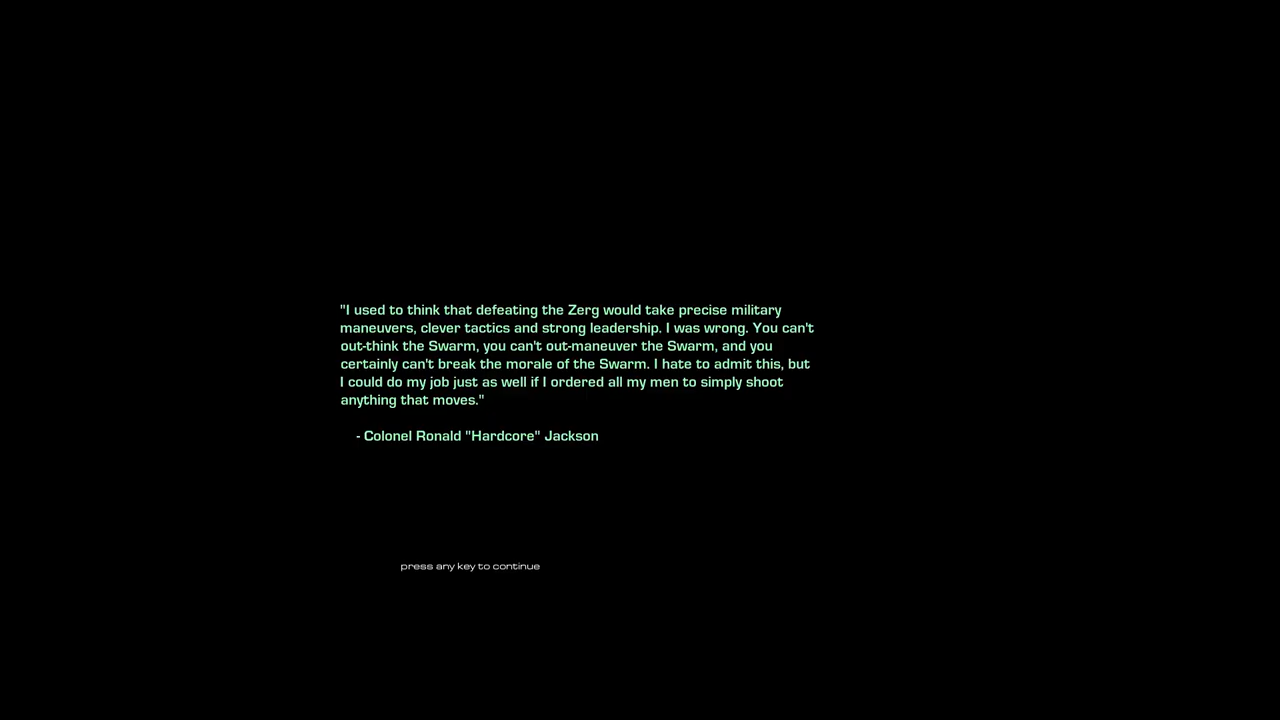 "I used to think that defeating the Zerg would take precise military
maneuvers, clever tactics and strong leadership. I was wrong. You can't
out-think the Swarm, you can't out-maneuver the Swarm, and you
certainly can't break the morale of the Swarm. I hate to admit this, but
I could do my job just as well if I ordered all my men to simply shoot
anything that moves."
- Colonel Ronald "Hardcore" Jackson
press any key to continue